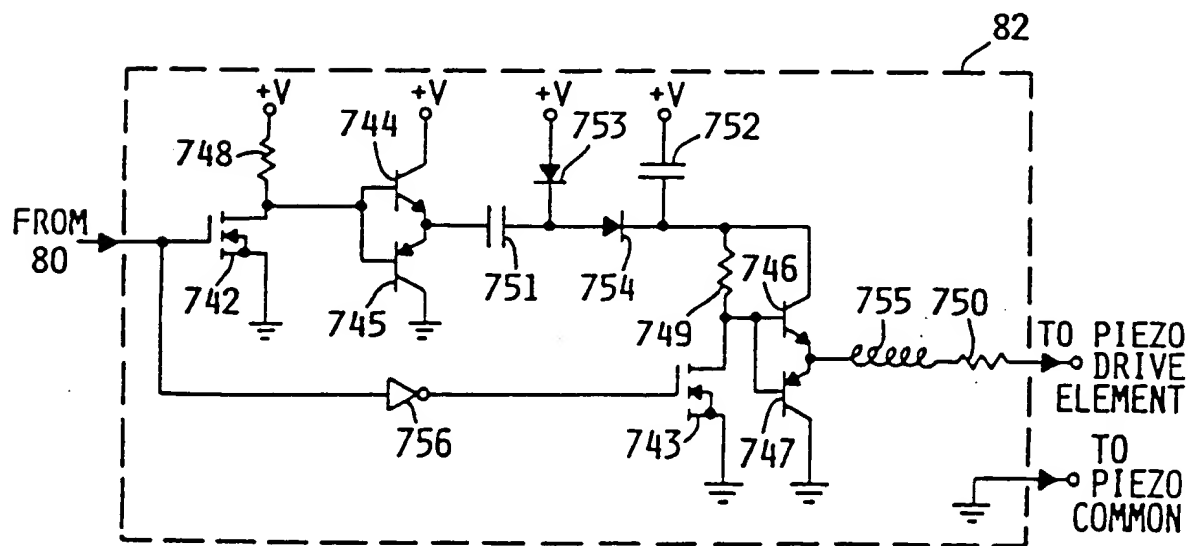 82
+V
+V
+V
+V
744
753
752
748
FROM
80
742
745
751
754
746
749
755
750
TO PIEZO
DRIVE
ELEMENT
756
743
747
TO
PIEZO
COMMON